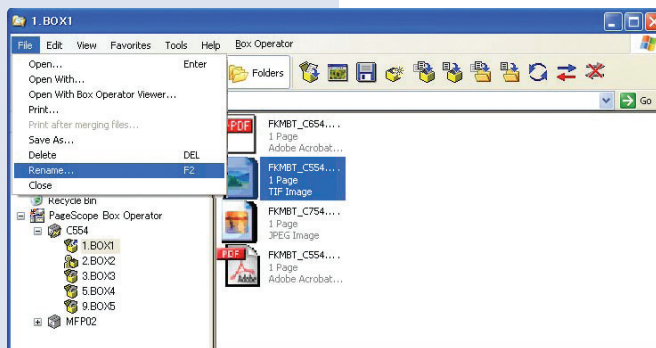 1.BOX1
File Edit View Favorites Tools Help Box Operator
Open... Enter
Open With...
Open With Box Operator Viewer...
Print...
Print after merging files...
Save As...
Delete DEL
Rename... F2
Close
Folders
Go
Recycle Bin
PageScope Box Operator
C554
1.BOX1
2.BOX2
3.BOX3
5.BOX4
9.BOX5
MFP02
PDF
FKMBT_C654....
1 Page
Adobe Acrobat...
FKMBT_C554....
1 Page
TIF Image
FKMBT_C754....
1 Page
JPEG Image
PDF
Adobe
FKMBT_C554....
1 Page
Adobe Acrobat...